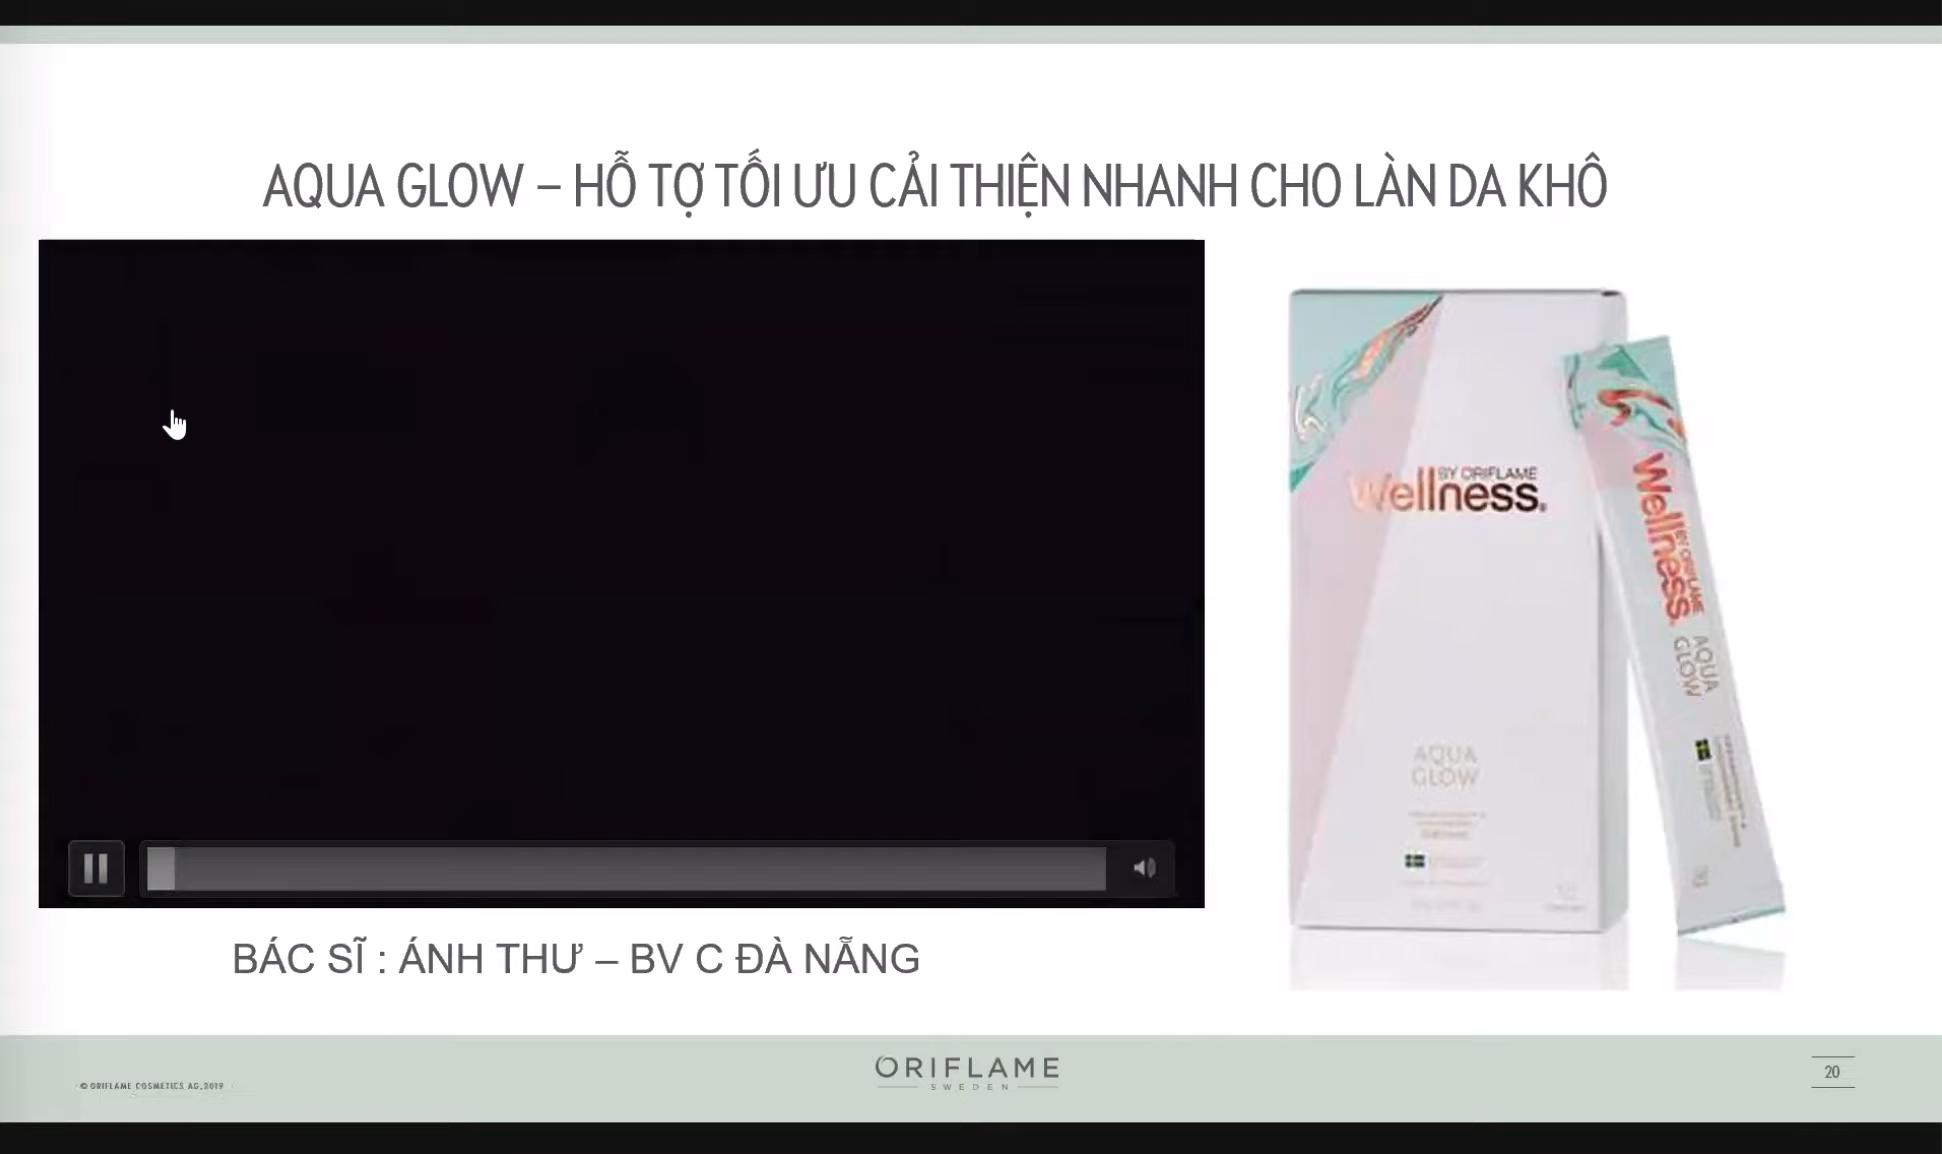 AQUA GLOW – HỖ TỢ TỐI ƯU CẢI THIỆN NHANH CHO LÀN DA KHÔ
BY ORIFLAME
Wellness.
AQUA
GLOW
BY ORIFLAME
Wellness.
AQUA
GLOW
BÁC SĨ : ÁNH THƯ – BV C ĐÀ NẴNG
© ORIFLAME COSMETICS AG, 2019
ORIFLAME
SWEDEN
20